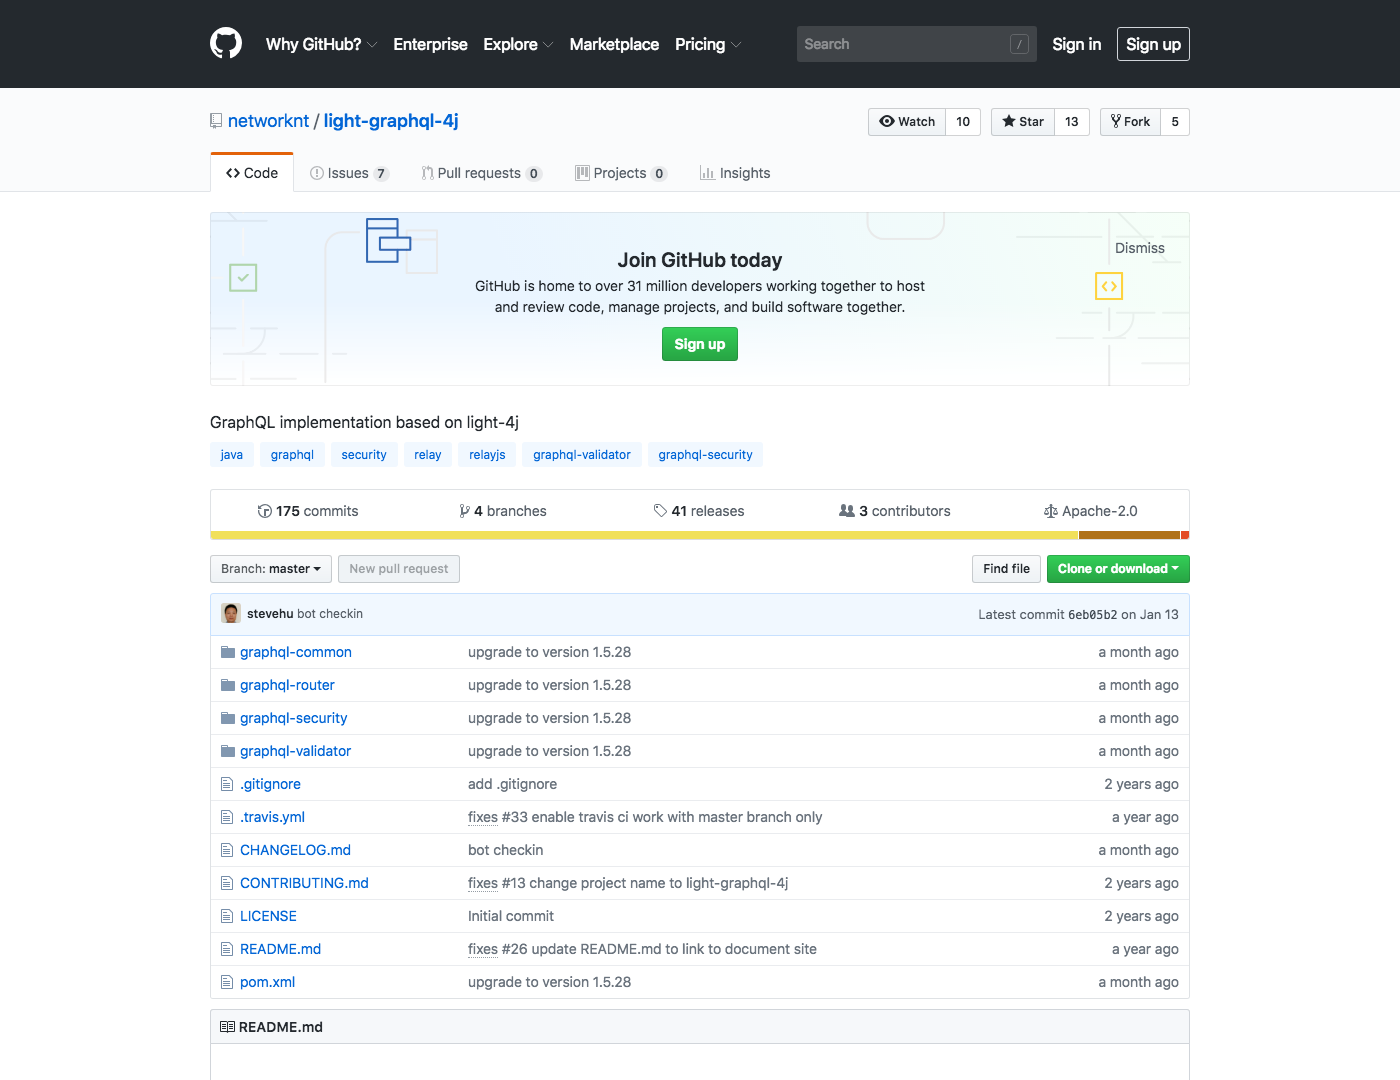 Why GitHub? Enterprise Explore Marketplace Pricing Search / Sign in Sign up
networknt / light-graphql-4j Watch 10 Star 13 Fork 5
Code Issues 7 Pull requests 0 Projects 0 Insights
Dismiss
Join GitHub today
GitHub is home to over 31 million developers working together to host
and review code, manage projects, and build software together.
Sign up
GraphQL implementation based on light-4j
java graphql security relay relayjs graphql-validator graphql-security
175 commits 4 branches 41 releases 3 contributors Apache-2.0
Branch: master New pull request Find file Clone or download
stevehu bot checkin Latest commit 6eb05b2 on Jan 13
graphql-common upgrade to version 1.5.28 a month ago
graphql-router upgrade to version 1.5.28 a month ago
graphql-security upgrade to version 1.5.28 a month ago
graphql-validator upgrade to version 1.5.28 a month ago
.gitignore add .gitignore 2 years ago
.travis.yml fixes #33 enable travis ci work with master branch only a year ago
CHANGELOG.md bot checkin a month ago
CONTRIBUTING.md fixes #13 change project name to light-graphql-4j 2 years ago
LICENSE Initial commit 2 years ago
README.md fixes #26 update README.md to link to document site a year ago
pom.xml upgrade to version 1.5.28 a month ago
README.md